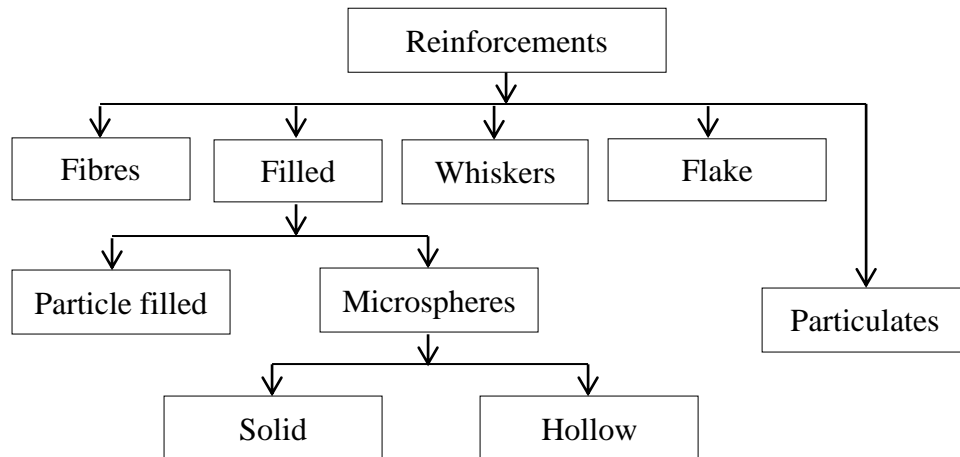 Reinforcements
Fibres
Filled
Whiskers
Flake
Particle filled
Microspheres
Particulates
Solid
Hollow